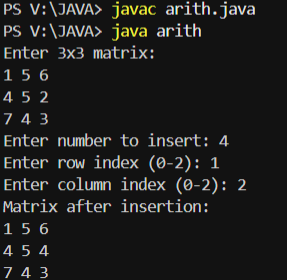 PS V:\JAVA> javac arith.java
PS V:\JAVA> java arith
Enter 3x3 matrix:
1 5 6
4 5 2
7 4 3
Enter number to insert: 4
Enter row index (0-2): 1
Enter column index (0-2): 2
Matrix after insertion:
1 5 6
4 5 4
7 4 3